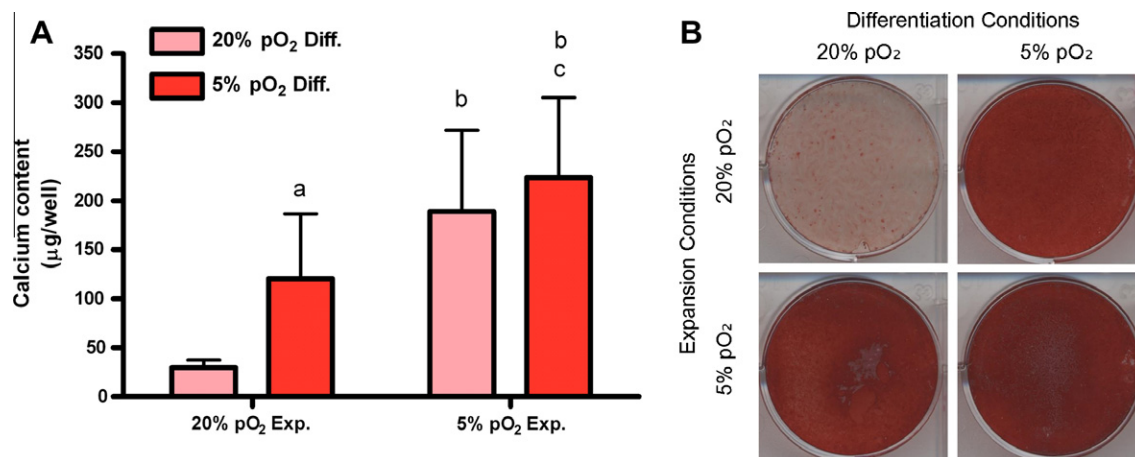 A
20% pO₂ Diff.
5% pO₂ Diff.
Calcium content
(µg/well)
350
300
250
200
150
100
50
0
a
b
b
c
20% pO₂ Exp.
5% pO₂ Exp.
B
Differentiation Conditions
20% pO₂
5% pO₂
Expansion Conditions
20% pO₂
5% pO₂